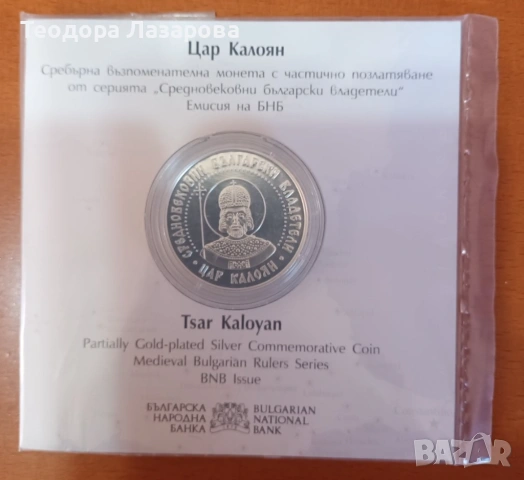 Теодора Лазарова
Цар Калоян
Сребърна възпоменателна монета с частично позлатяване
от серията „Средновековни български владетели“
Емисия на БНБ
СРЕДНОВЕКОВНИ БЪЛГАРСКИ ВЛАДЕТЕЛИ
• ЦАР КАЛОЯН •
Tsar Kaloyan
Partially Gold-plated Silver Commemorative Coin
Medieval Bulgarian Rulers Series
BNB Issue
БЪЛГАРСКА
НАРОДНА
БАНКА
BULGARIAN
NATIONAL
BANK
BAZAR